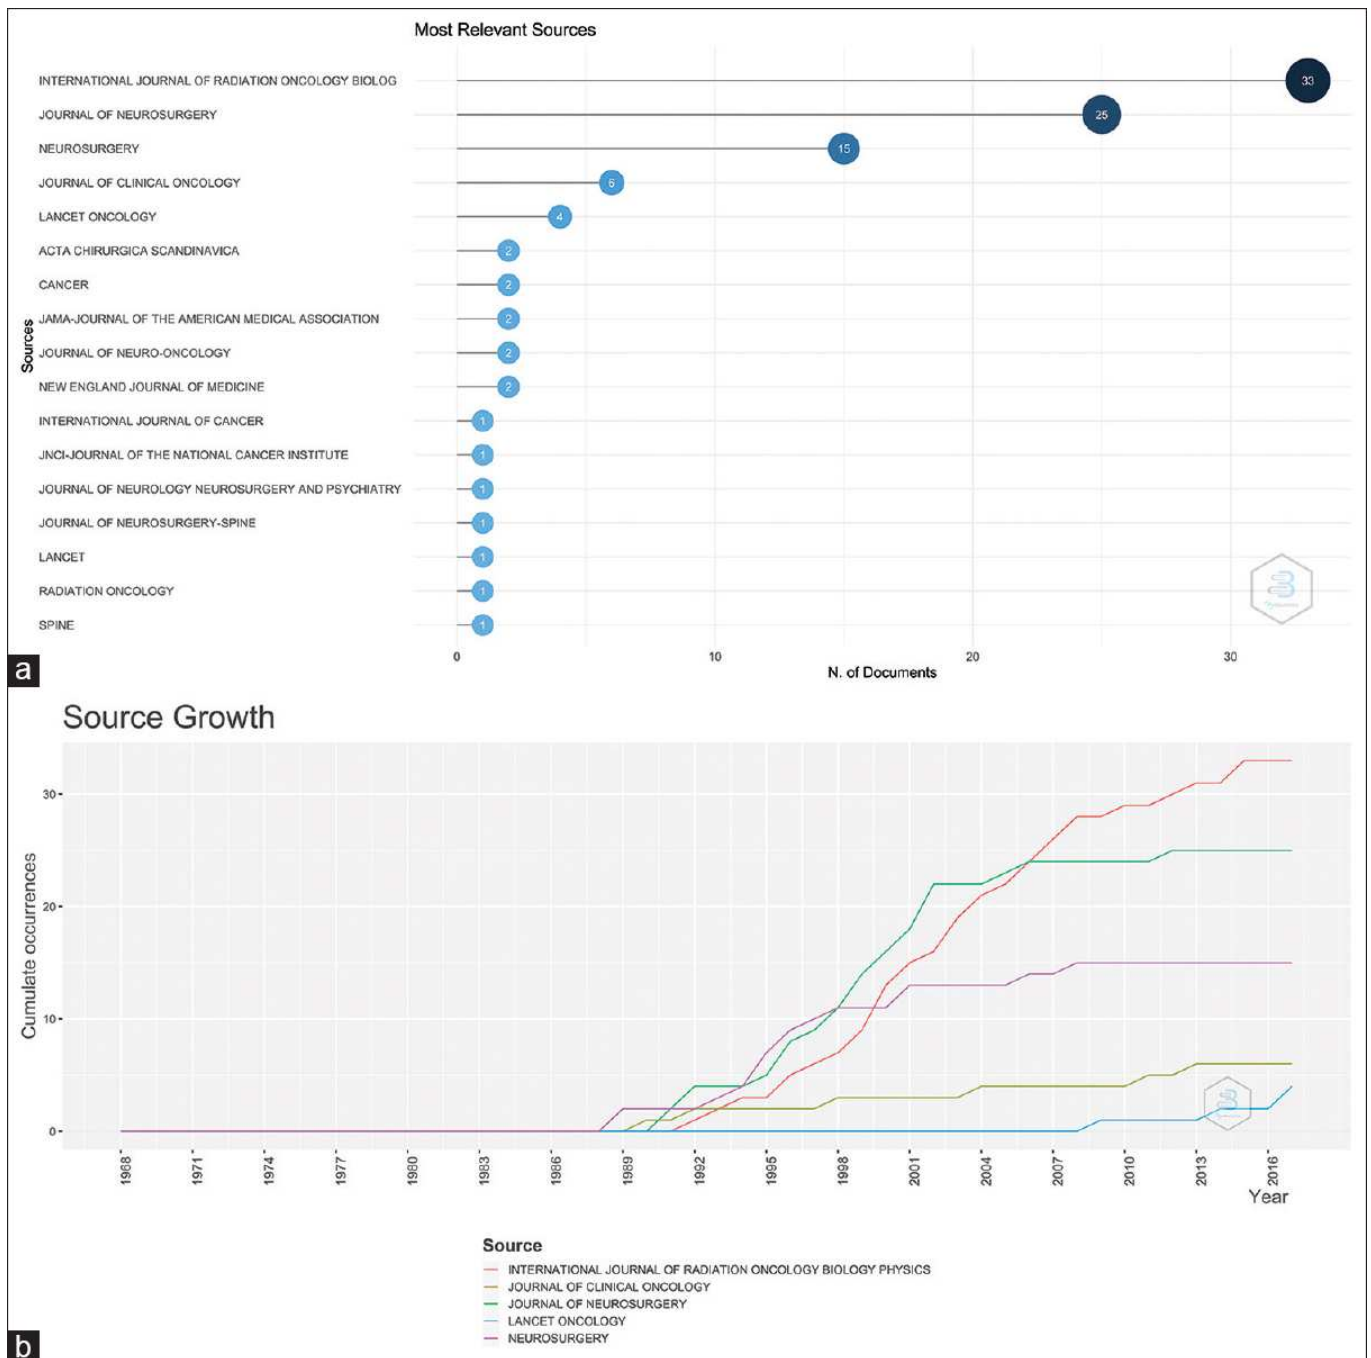 Most Relevant Sources
INTERNATIONAL JOURNAL OF RADIATION ONCOLOGY BIOLOG 33
JOURNAL OF NEUROSURGERY 25
NEUROSURGERY 15
JOURNAL OF CLINICAL ONCOLOGY 6
LANCET ONCOLOGY 4
ACTA CHIRURGICA SCANDINAVICA 2
CANCER 2
JAMA-JOURNAL OF THE AMERICAN MEDICAL ASSOCIATION 2
Sources
JOURNAL OF NEURO-ONCOLOGY 2
NEW ENGLAND JOURNAL OF MEDICINE 2
INTERNATIONAL JOURNAL OF CANCER 1
JNCI-JOURNAL OF THE NATIONAL CANCER INSTITUTE 1
JOURNAL OF NEUROLOGY NEUROSURGERY AND PSYCHIATRY 1
JOURNAL OF NEUROSURGERY-SPINE 1
LANCET 1
RADIATION ONCOLOGY 1
SPINE 1
0 10 20 30
N. of Documents
a
Source Growth
Cumulate occurrences
30
20
10
0
1968 1971 1974 1977 1980 1983 1986 1989 1992 1995 1998 2001 2004 2007 2010 2013 2016
Year
Source
INTERNATIONAL JOURNAL OF RADIATION ONCOLOGY BIOLOGY PHYSICS
JOURNAL OF CLINICAL ONCOLOGY
JOURNAL OF NEUROSURGERY
LANCET ONCOLOGY
NEUROSURGERY
b